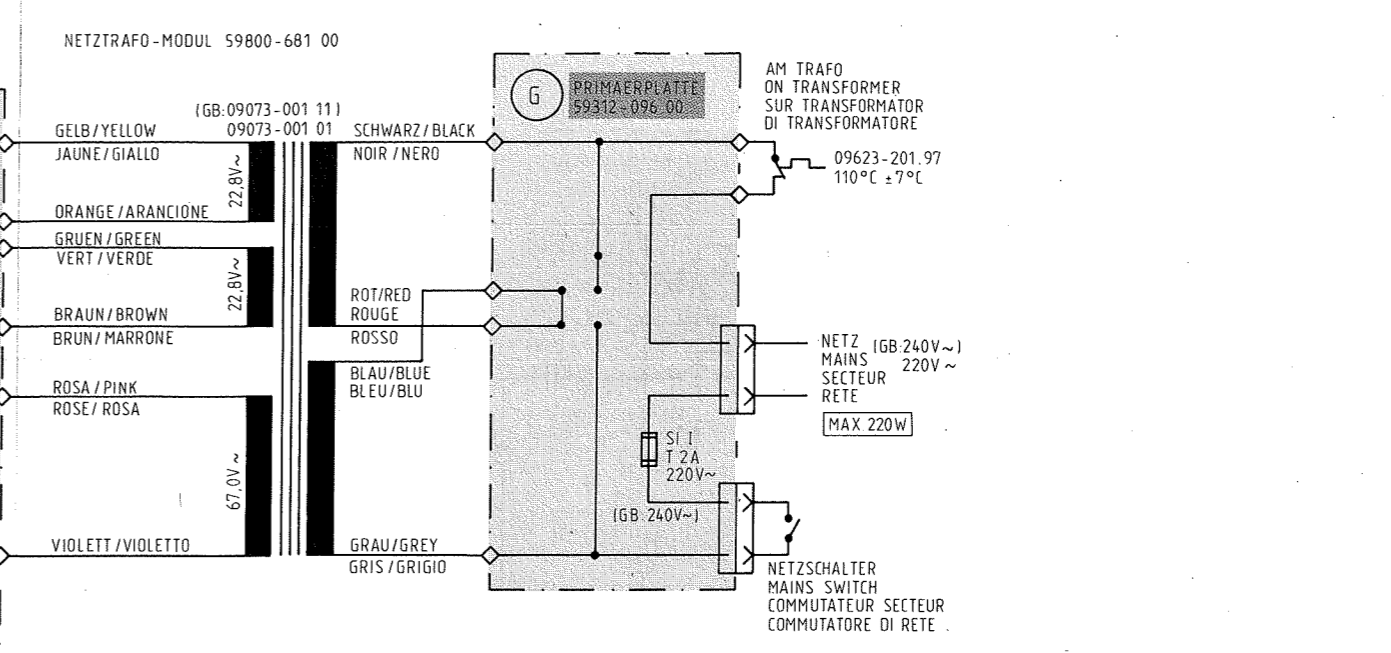 NETZTRAFO-MODUL 59800-681 00
(GB:09073-001 11)
09073-001 01
GELB/YELLOW
JAUNE/GIALLO
22,8V~
ORANGE/ARANCIONE
GRUEN/GREEN
VERT/VERDE
22,8V~
BRAUN/BROWN
BRUN/MARRONE
ROSA/PINK
ROSE/ROSA
67,0V~
VIOLETT/VIOLETTO
SCHWARZ/BLACK
NOIR/NERO
ROT/RED
ROUGE
ROSSO
BLAU/BLUE
BLEU/BLU
GRAU/GREY
GRIS/GRIGIO
G
PRIMAERPLATTE
59312-096 00
AM TRAFO
ON TRANSFORMER
SUR TRANSFORMATOR
DI TRANSFORMATORE
09623-201.97
110°C ±7°C
NETZ (GB:240V~)
MAINS 220V~
SECTEUR
RETE
MAX.220W
SI I
T 2A
220V~
(GB:240V~)
NETZSCHALTER
MAINS SWITCH
COMMUTATEUR SECTEUR
COMMUTATORE DI RETE